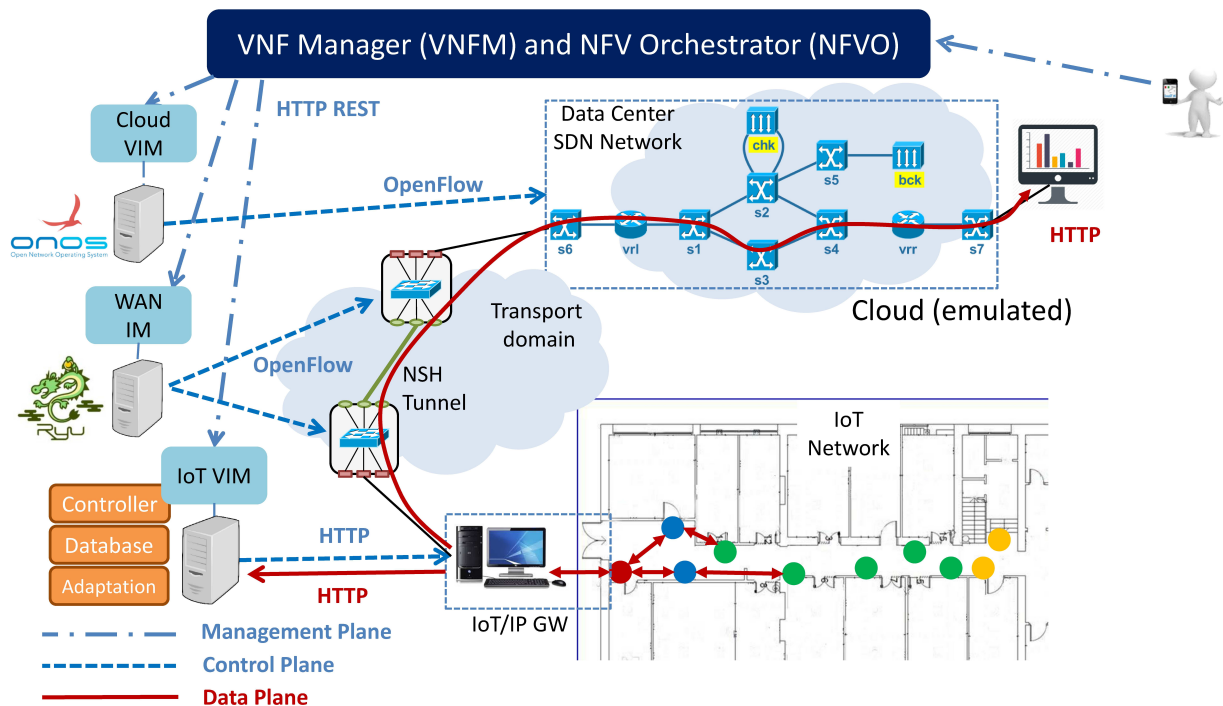 VNF Manager (VNFM) and NFV Orchestrator (NFVO)
HTTP REST
Cloud
VIM
Data Center
SDN Network
chk
s5
bck
OpenFlow
s2
ONOS
Open Network Operating System
s6
vrl
s1
s4
vrr
s7
HTTP
s3
WAN
IM
Transport
domain
Cloud (emulated)
OpenFlow
NSH
Tunnel
Ryu
IoT
Network
IoT VIM
Controller
Database
Adaptation
HTTP
HTTP
IoT/IP GW
Management Plane
Control Plane
Data Plane